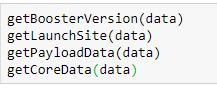 getBoosterVersion(data)
getLaunchSite(data)
getPayloadData(data)
getCoreData(data)